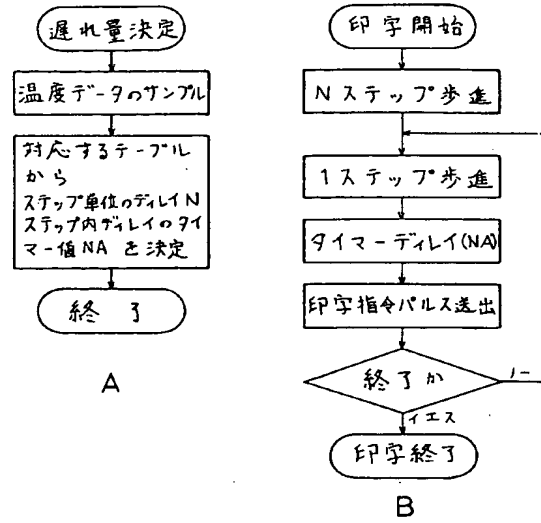 遅れ量決定
温度データのサンプル
対応するテーブル
から
ステップ単位のディレイN
ステップ内ディレイのタイ
マー値NAを決定
終了
A
印字開始
Nステップ歩進
1ステップ歩進
タイマーディレイ(NA)
印字指令パルス送出
終了か
ノー
イエス
印字終了
B